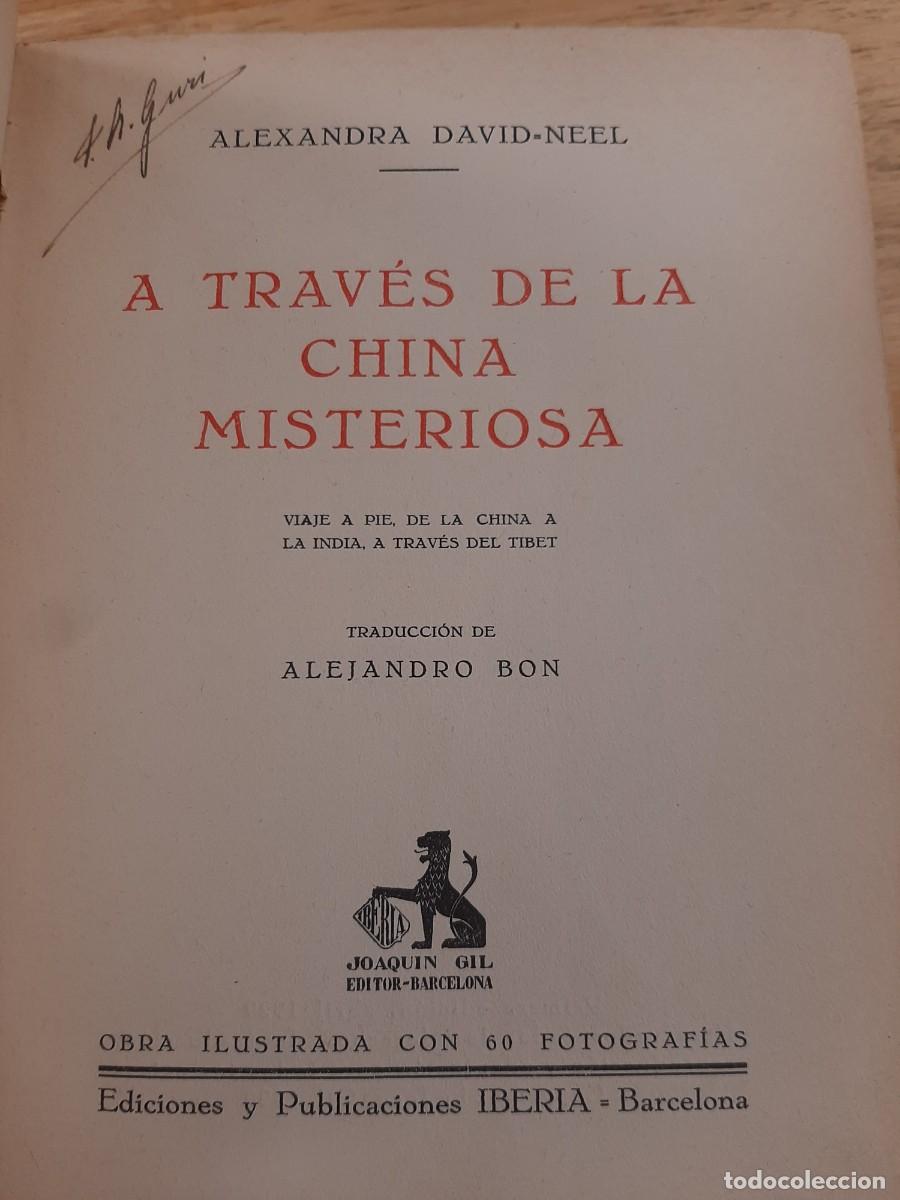 ALEXANDRA DAVID=NEEL
A TRAVÉS DE LA
CHINA
MISTERIOSA
VIAJE A PIE, DE LA CHINA A
LA INDIA, A TRAVÉS DEL TIBET
TRADUCCIÓN DE
ALEJANDRO BON
IBERIA
JOAQUIN GIL
EDITOR-BARCELONA
OBRA ILUSTRADA CON 60 FOTOGRAFÍAS
Ediciones y Publicaciones IBERIA = Barcelona
todocoleccion